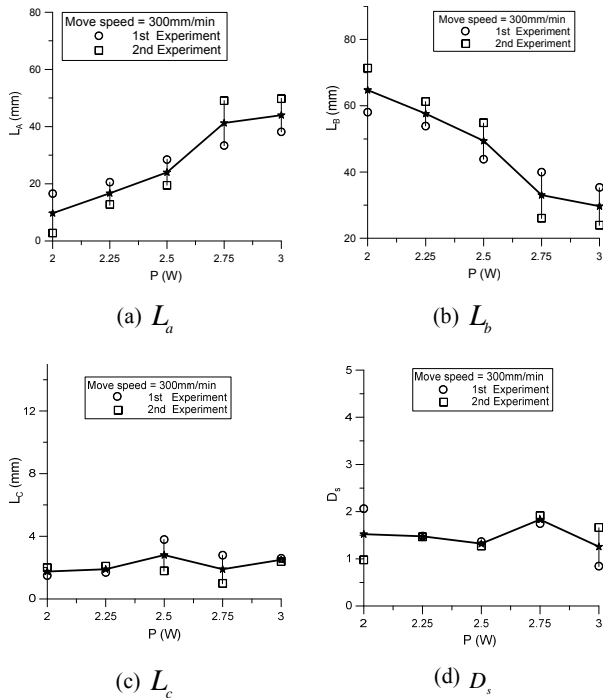 Move speed = 300mm/min
1st Experiment
2nd Experiment
80
60
40
20
0
L_A (mm)
2 2.25 2.5 2.75 3
P (W)
(a) L_a
Move speed = 300mm/min
1st Experiment
2nd Experiment
80
60
40
20
L_B (mm)
2 2.25 2.5 2.75 3
P (W)
(b) L_b
Move speed = 300mm/min
1st Experiment
2nd Experiment
12
8
4
0
L_C (mm)
2 2.25 2.5 2.75 3
P (W)
(c) L_c
Move speed = 300mm/min
1st Experiment
2nd Experiment
5
4
3
2
1
0
D_s
2 2.25 2.5 2.75 3
P (W)
(d) D_s